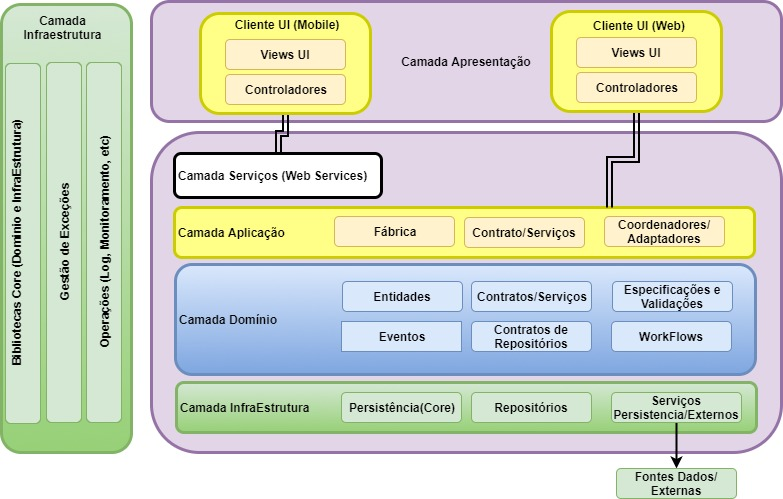 Camada
Infraestrutura
Bibliotecas Core (Domínio e InfraEstrutura)
Gestão de Exceções
Operações (Log, Monitoramento, etc)
Cliente UI (Mobile)
Views UI
Controladores
Camada Apresentação
Cliente UI (Web)
Views UI
Controladores
Camada Serviços (Web Services)
Camada Aplicação
Fábrica
Contrato/Serviços
Coordenadores/
Adaptadores
Camada Domínio
Entidades
Contratos/Serviços
Especificações e
Validações
Eventos
Contratos de
Repositórios
WorkFlows
Camada InfraEstrutura
Persistência(Core)
Repositórios
Serviços
Persistencia/Externos
Fontes Dados/
Externas